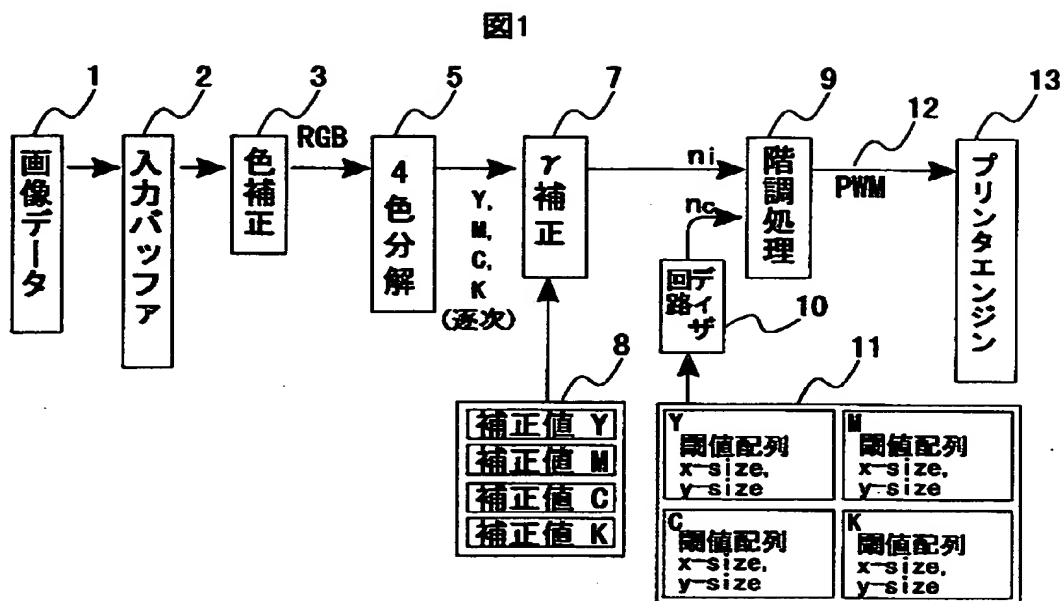 図1
1
2
3
5
7
9
12
13
画像データ
入力バッファ
色補正
RGB
4色分解
Y,
M,
C,
K
(逐次)
γ補正
ni
nc
階調処理
PWM
プリンタエンジン
ディザ
回路
10
8
11
補正値 Y
補正値 M
補正値 C
補正値 K
Y
閾値配列
x-size,
y-size
M
閾値配列
x-size,
y-size
C
閾値配列
x-size,
y-size
K
閾値配列
x-size,
y-size